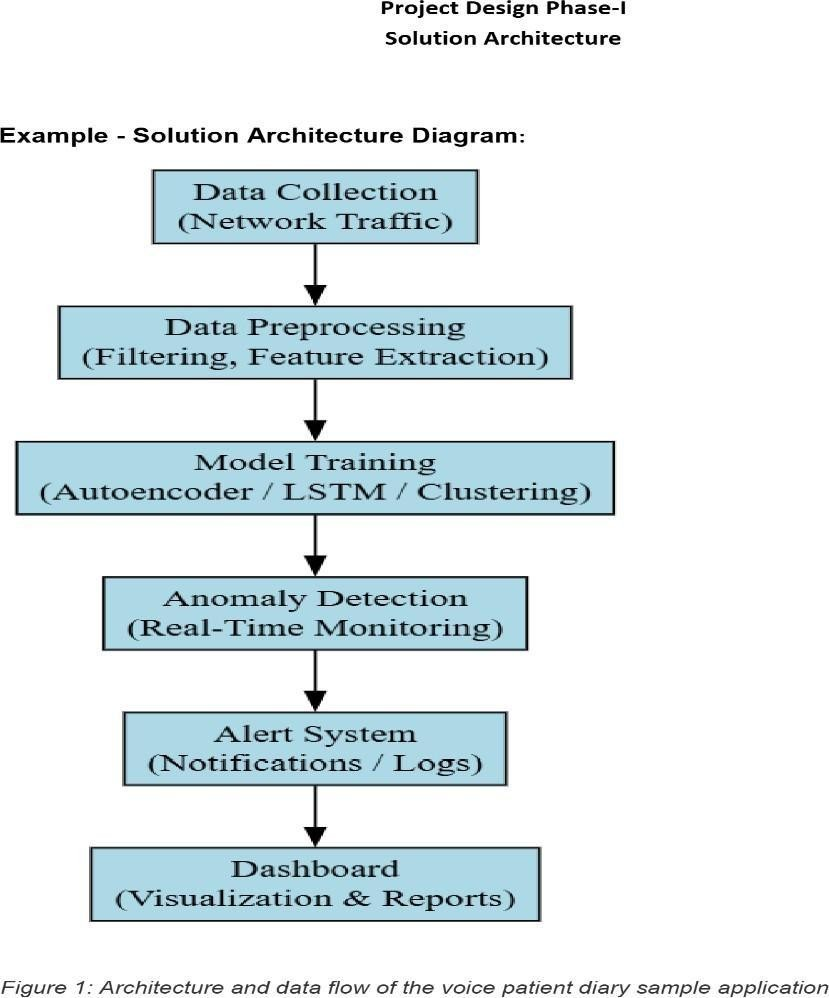 Project Design Phase-I
Solution Architecture
Example - Solution Architecture Diagram:
Data Collection
(Network Traffic)
Data Preprocessing
(Filtering, Feature Extraction)
Model Training
(Autoencoder / LSTM / Clustering)
Anomaly Detection
(Real-Time Monitoring)
Alert System
(Notifications / Logs)
Dashboard
(Visualization & Reports)
Figure 1: Architecture and data flow of the voice patient diary sample application